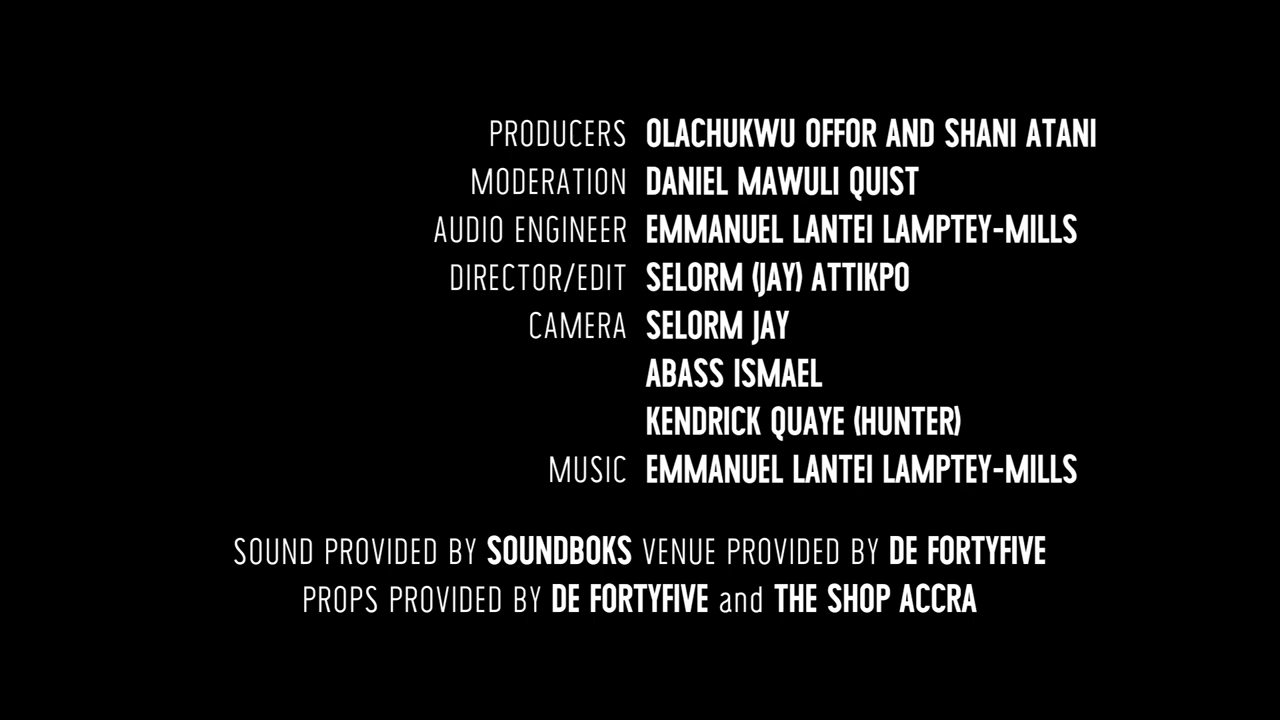 PRODUCERS OLACHUKWU OFFOR AND SHANI ATANI
MODERATION DANIEL MAWULI QUIST
AUDIO ENGINEER EMMANUEL LANTEI LAMPTEY-MILLS
DIRECTOR/EDIT SELORM (JAY) ATTIKPO
CAMERA SELORM JAY
ABASS ISMAEL
KENDRICK QUAYE (HUNTER)
MUSIC EMMANUEL LANTEI LAMPTEY-MILLS
SOUND PROVIDED BY SOUNDBOKS VENUE PROVIDED BY DE FORTYFIVE
PROPS PROVIDED BY DE FORTYFIVE and THE SHOP ACCRA